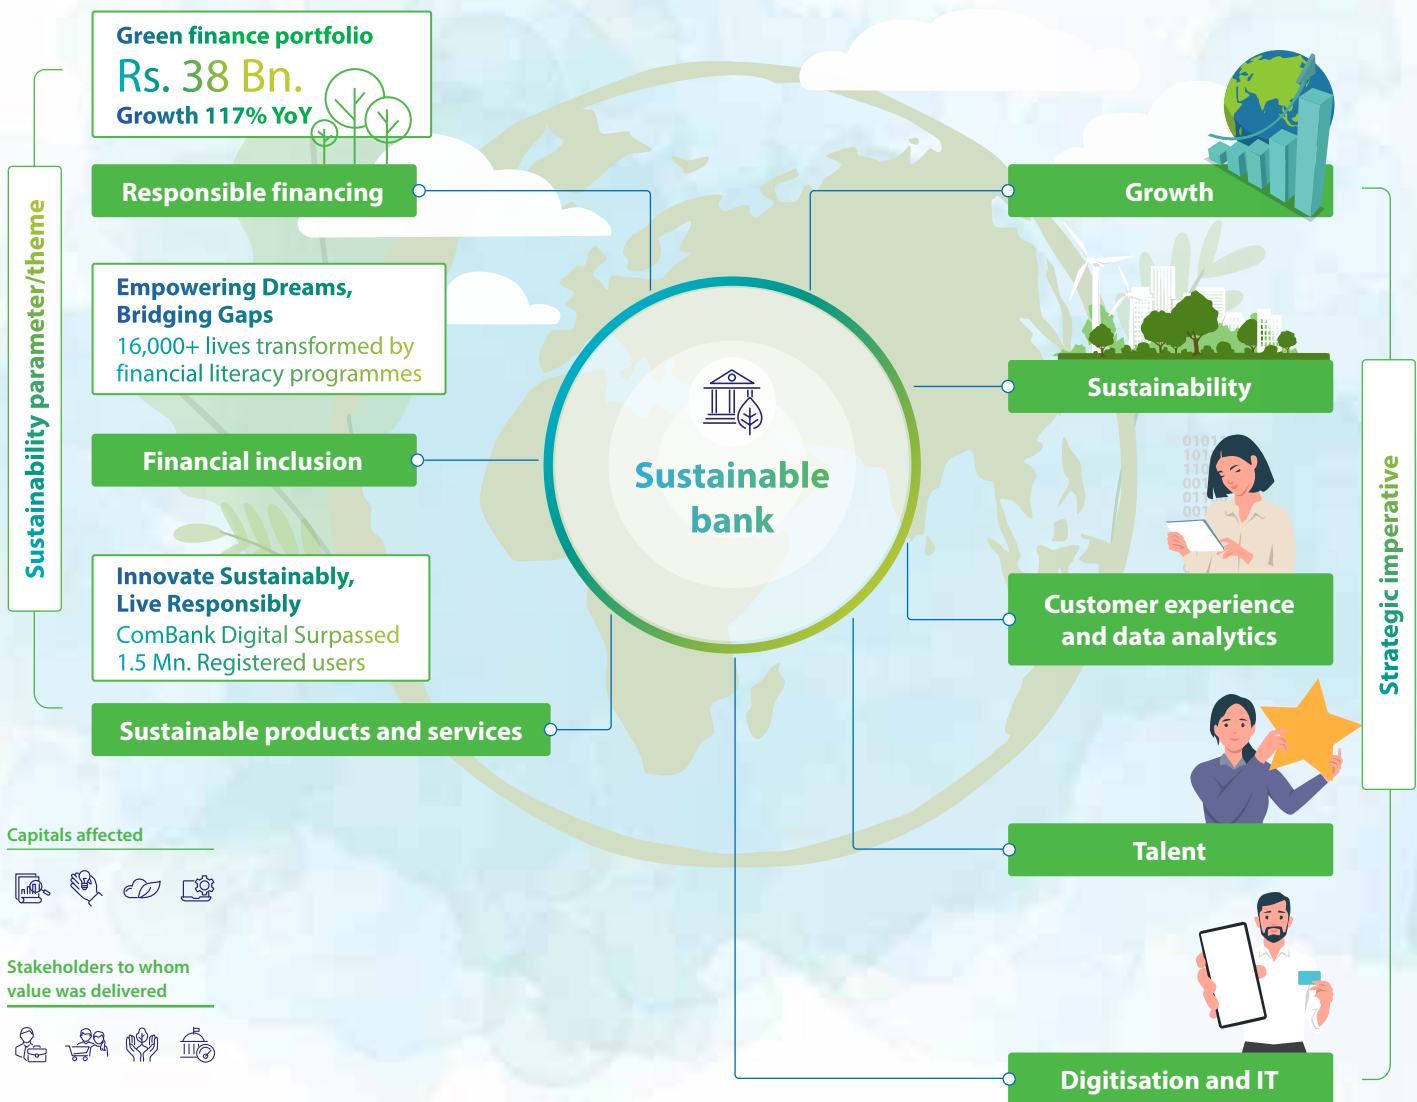 Green finance portfolio
Rs. 38 Bn.
Growth 117% YoY
Responsible financing
Empowering Dreams,
Bridging Gaps
16,000+ lives transformed by
financial literacy programmes
Financial inclusion
Innovate Sustainably,
Live Responsibly
ComBank Digital Surpassed
1.5 Mn. Registered users
Sustainable products and services
Sustainability parameter/theme
Sustainable
bank
Growth
Sustainability
Customer experience
and data analytics
Talent
Digitisation and IT
Strategic imperative
Capitals affected
Stakeholders to whom
value was delivered